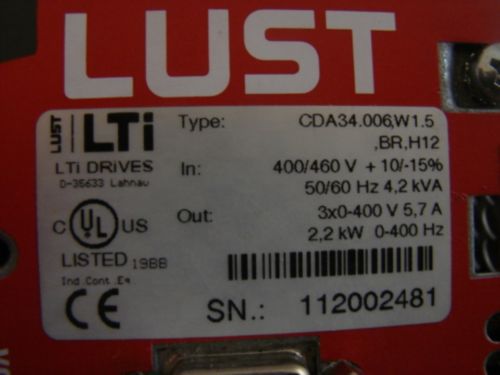 LUST
LUST LTi
LTi DRiVES
D-35633 Lahnau
Type: CDA34.006,W1.5
,BR,H12
In: 400/460 V + 10/-15%
50/60 Hz 4,2 kVA
Out: 3x0-400 V 5,7 A
2,2 kW 0-400 Hz
C UL US
LISTED 19BB
Ind.Cont.Eq
CE
SN.: 112002481